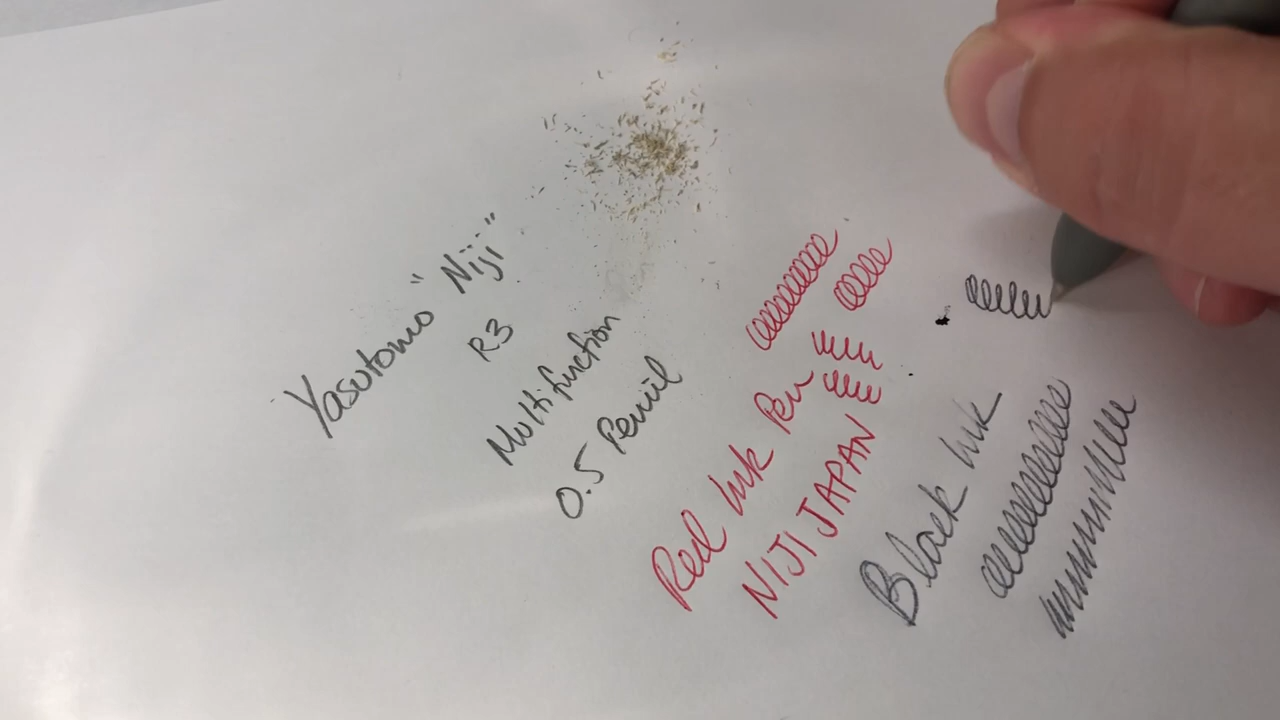 Yasutomo "Niji"
R3
Multifunction
0.5 Pencil
Red Ink Pen
NIJI JAPAN
Black Ink